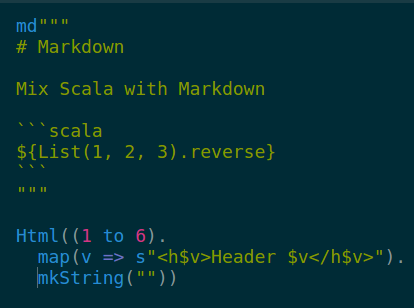 md"""
# Markdown

Mix Scala with Markdown

```scala
${List(1, 2, 3).reverse}
```
"""

Html((1 to 6).
  map(v => s"<h$v>Header $v</h$v>").
  mkString(""))